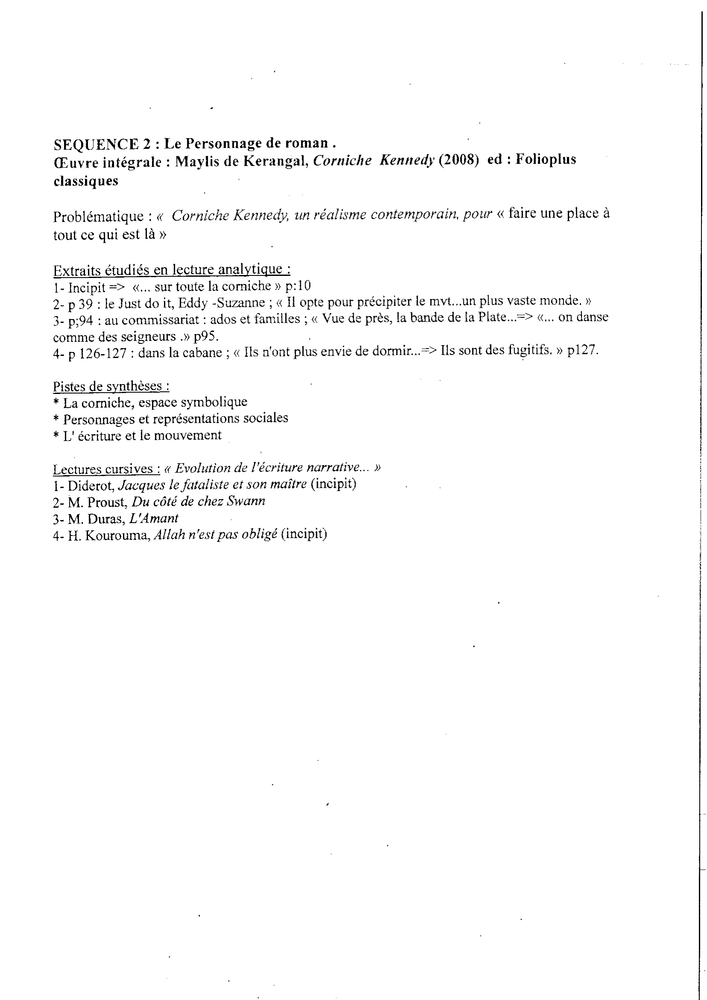 SEQUENCE 2 : Le Personnage de roman .
Œuvre intégrale : Maylis de Kerangal, Corniche Kennedy (2008) ed : Folioplus
classiques
Problématique : « Corniche Kennedy, un réalisme contemporain, pour « faire une place à
tout ce qui est là »
Extraits étudiés en lecture analytique :
1- Incipit => «... sur toute la corniche » p:10
2- p 39 : le Just do it, Eddy -Suzanne ; « Il opte pour précipiter le mvt...un plus vaste monde. »
3- p;94 : au commissariat : ados et familles ; « Vue de près, la bande de la Plate...=> «... on danse
comme des seigneurs .» p95.
4- p 126-127 : dans la cabane ; « Ils n'ont plus envie de dormir...=> Ils sont des fugitifs. » p127.
Pistes de synthèses :
* La corniche, espace symbolique
* Personnages et représentations sociales
* L' écriture et le mouvement
Lectures cursives : « Evolution de l'écriture narrative... »
1- Diderot, Jacques le fataliste et son maître (incipit)
2- M. Proust, Du côté de chez Swann
3- M. Duras, L'Amant
4- H. Kourouma, Allah n'est pas obligé (incipit)